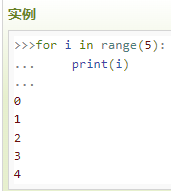 实例
>>>for i in range(5):
...     print(i)
...
0
1
2
3
4